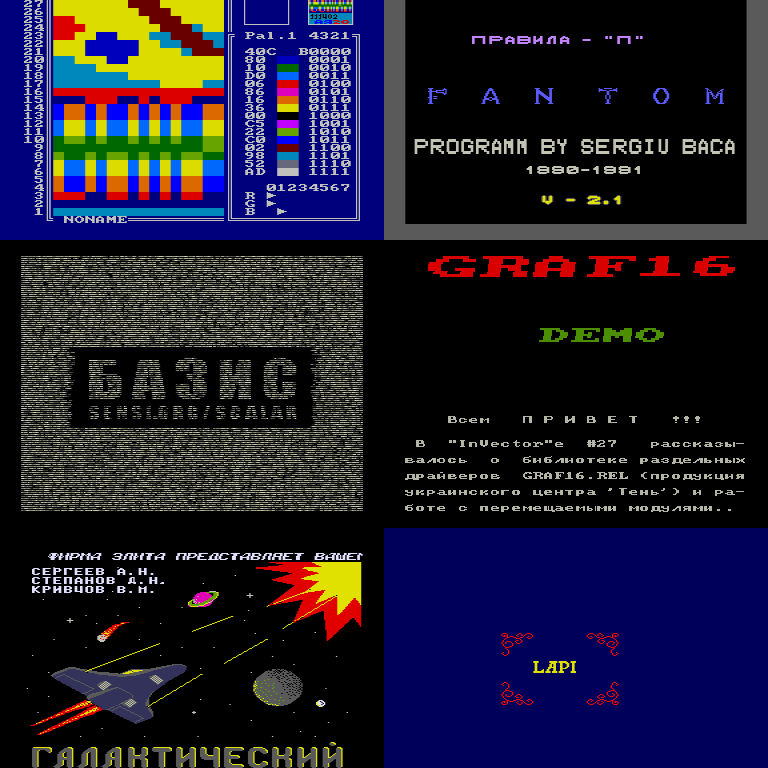 27
26
25
24
23
22
21
20
19
18
17
16
15
14
13
12
11
10
9
8
7
6
5
4
3
2
1
NONAME
111402
Pal.1 4321
40C B0000
80 0001
10 0010
D0 0011
06 0100
86 0101
16 0110
36 0111
00 1000
C5 1001
22 1010
C0 1011
02 1100
98 1101
52 1110
AD 1111
01234567
R
G
B
ПРАВИЛА - "П"
FANTOM
PROGRAMM BY SERGIU BACA
1990-1991
V - 2.1
БАЗИС
SENSI.ORG/SCALAR
GRAF16
DEMO
Всем ПРИВЕТ !!!
В "InVector"е #27 рассказы-
валось о библиотеке раздельных
драйверов GRAF16.REL (продукция
украинского центра 'Тень') и ра-
боте с перемещаемыми модулями..
ФИРМА ЭЛИТА ПРЕДСТАВЛЯЕТ ВАШЕМ
СЕРГЕЕВ А.Н.
СТЕПАНОВ Д.Н.
КРИВЧОВ В.Н.
ГАЛАКТИЧЕСКИЙ
LAPI